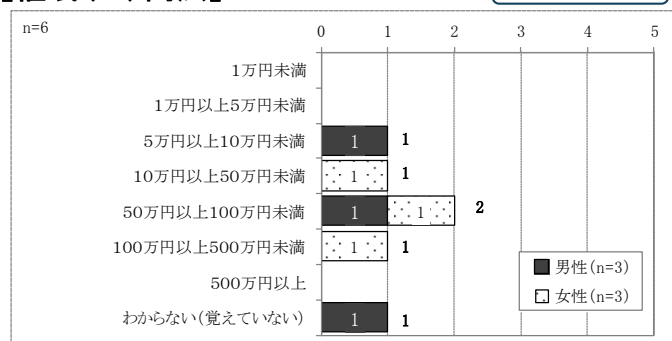 n=6
0 1 2 3 4 5
1万円未満
1万円以上5万円未満
5万円以上10万円未満 1 1
10万円以上50万円未満 1 1
50万円以上100万円未満 1 1 2
100万円以上500万円未満 1 1
500万円以上
わからない(覚えていない) 1 1
男性(n=3)
女性(n=3)